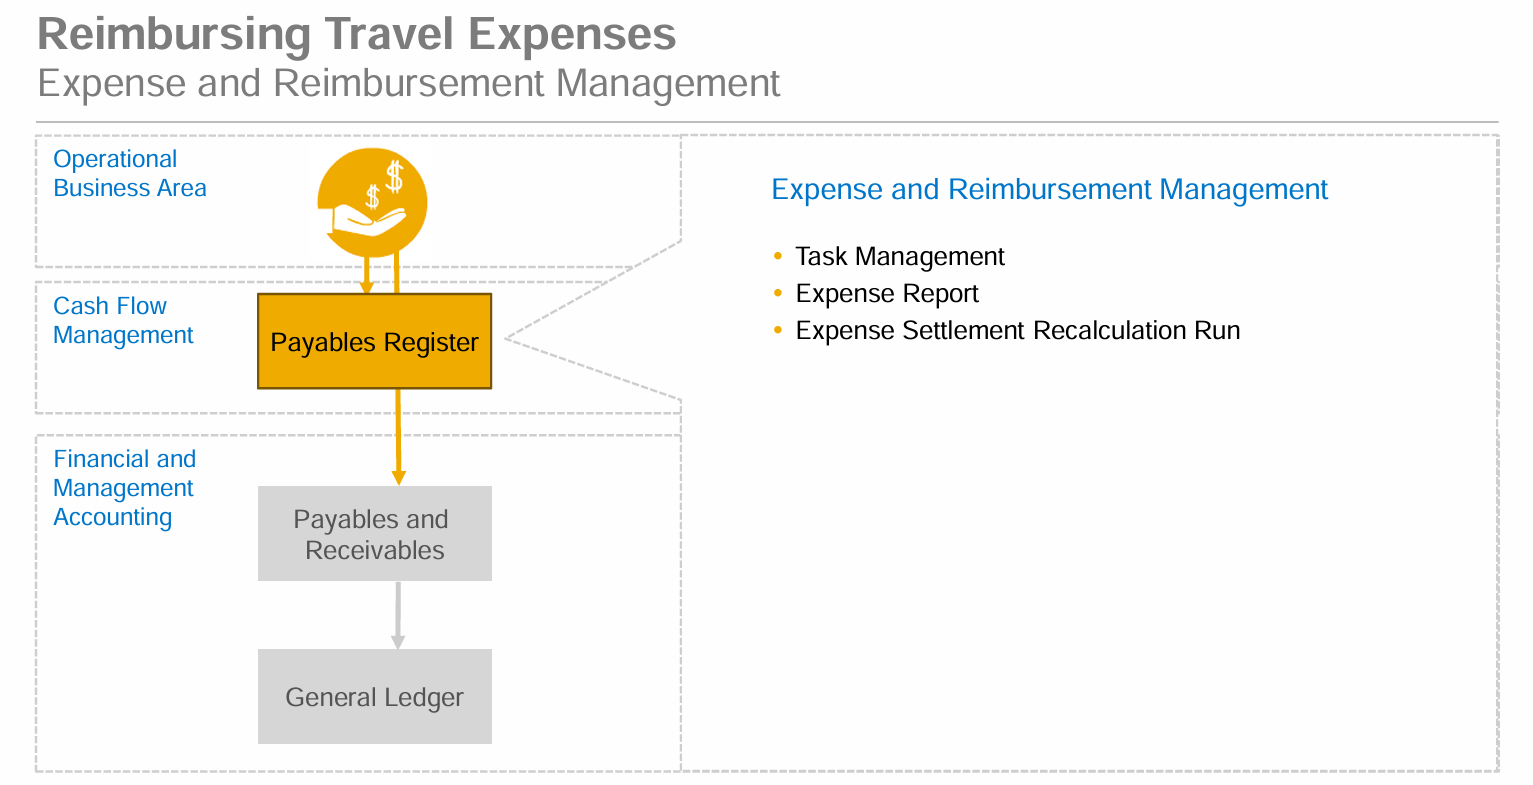 Reimbursing Travel Expenses
Expense and Reimbursement Management
Operational
Business Area
$ $
Cash Flow
Management
Payables Register
Financial and
Management
Accounting
Payables and
Receivables
General Ledger
Expense and Reimbursement Management
• Task Management
• Expense Report
• Expense Settlement Recalculation Run